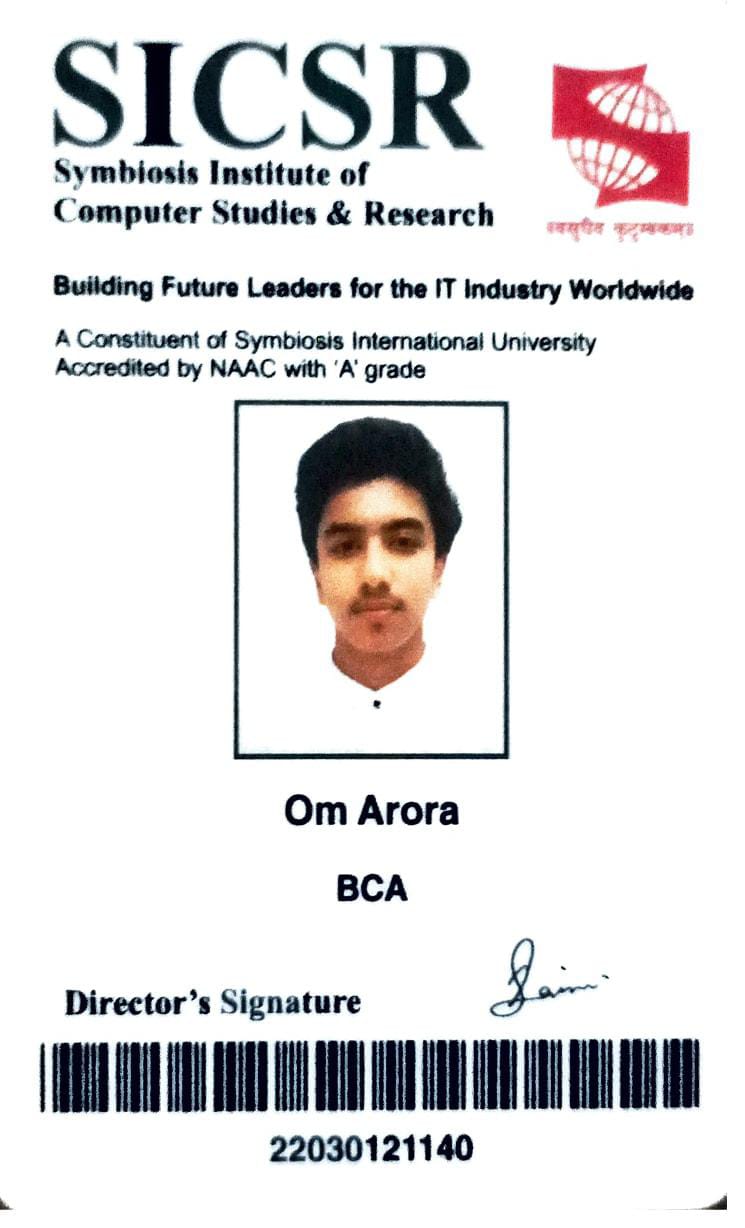 SICSR
Symbiosis Institute of
Computer Studies & Research
॥वसुधैव कुटुम्बकम्॥
Building Future Leaders for the IT Industry Worldwide
A Constituent of Symbiosis International University
Accredited by NAAC with 'A' grade
Om Arora
BCA
Director's Signature
22030121140